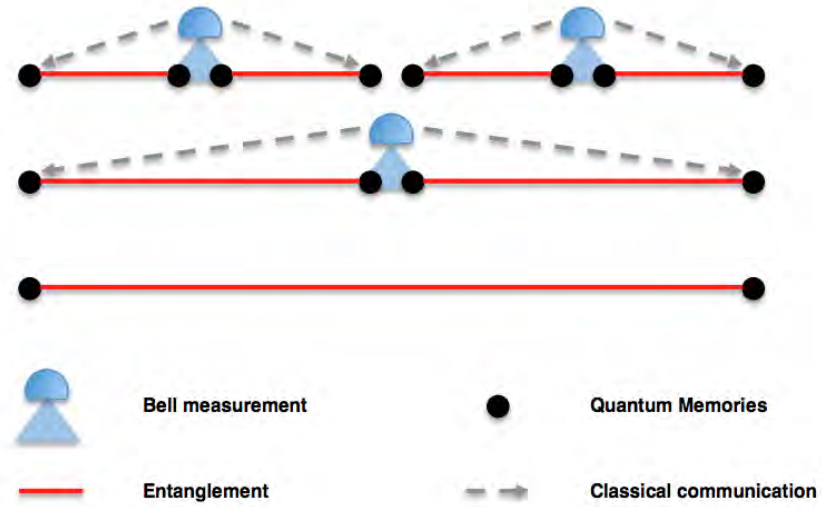 Bell measurement
Quantum Memories
Entanglement
Classical communication